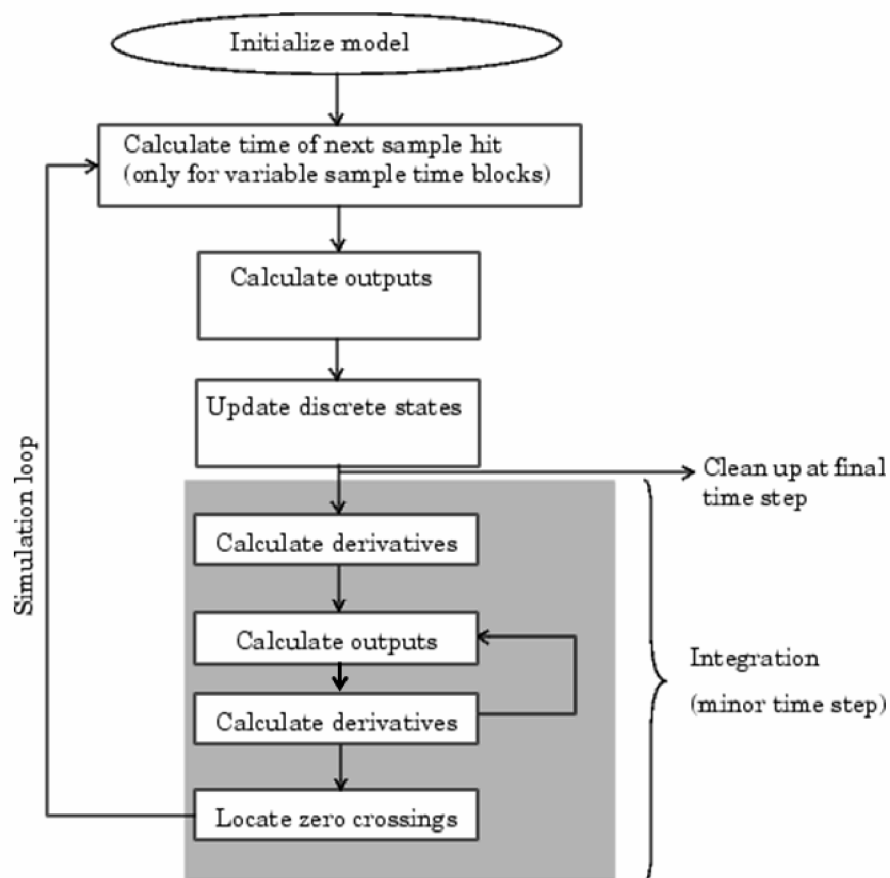 Initialize model
Calculate time of next sample hit
(only for variable sample time blocks)
Calculate outputs
Update discrete states
Clean up at final
time step
Simulation loop
Calculate derivatives
Calculate outputs
Calculate derivatives
Locate zero crossings
Integration
(minor time step)